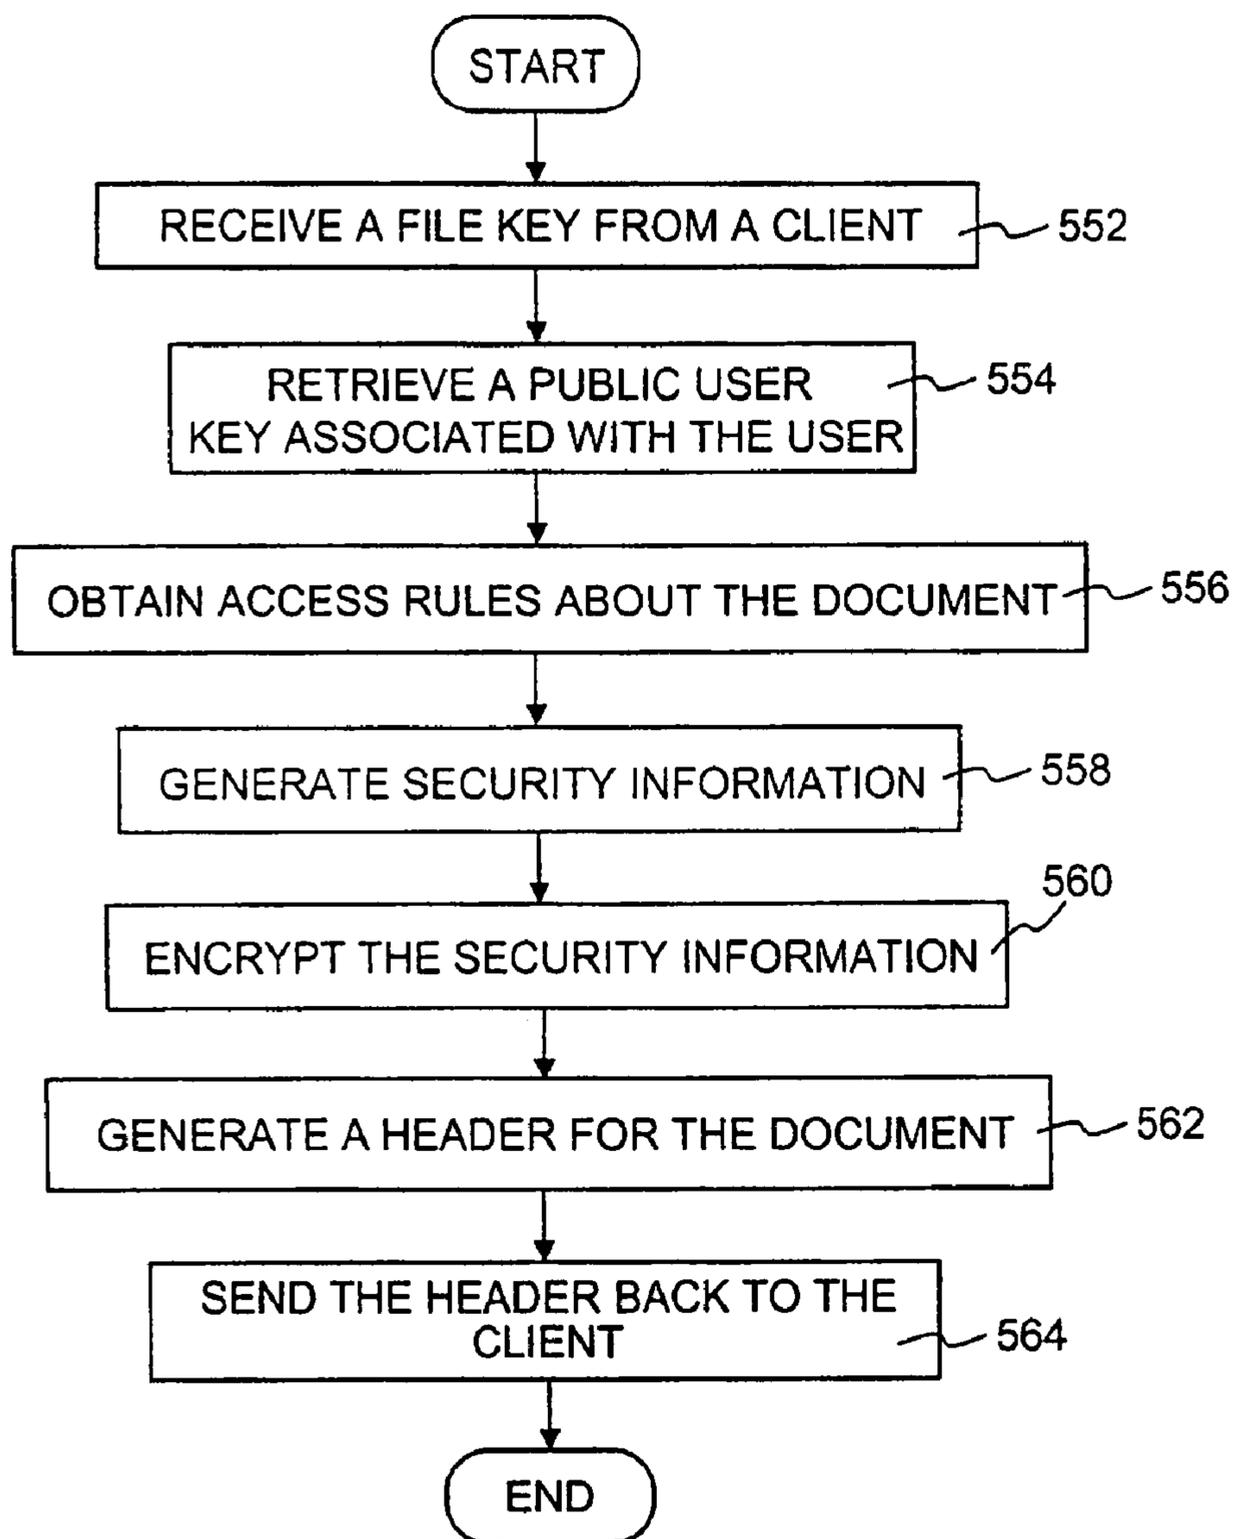 START
RECEIVE A FILE KEY FROM A CLIENT
552
RETRIEVE A PUBLIC USER
KEY ASSOCIATED WITH THE USER
554
OBTAIN ACCESS RULES ABOUT THE DOCUMENT
556
GENERATE SECURITY INFORMATION
558
560
ENCRYPT THE SECURITY INFORMATION
GENERATE A HEADER FOR THE DOCUMENT
562
SEND THE HEADER BACK TO THE
CLIENT
564
END